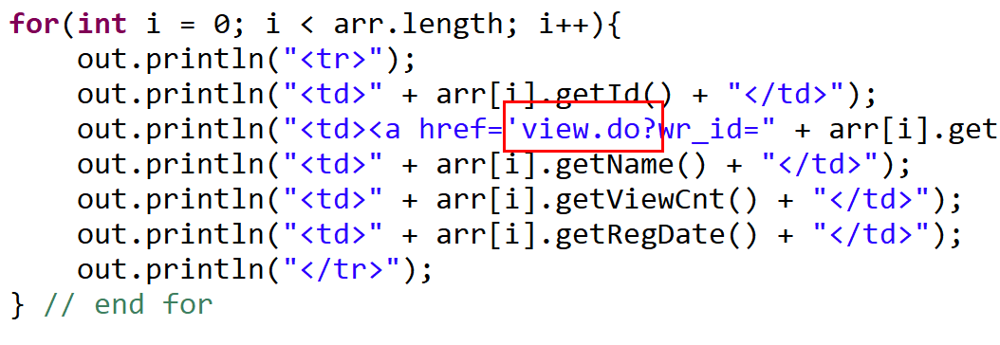 for(int i = 0; i < arr.length; i++){
    out.println("<tr>");
    out.println("<td>" + arr[i].getId() + "</td>");
    out.println("<td><a href='view.do?wr_id=" + arr[i].get
    out.println("<td>" + arr[i].getName() + "</td>");
    out.println("<td>" + arr[i].getViewCnt() + "</td>");
    out.println("<td>" + arr[i].getRegDate() + "</td>");
    out.println("</tr>");
} // end for